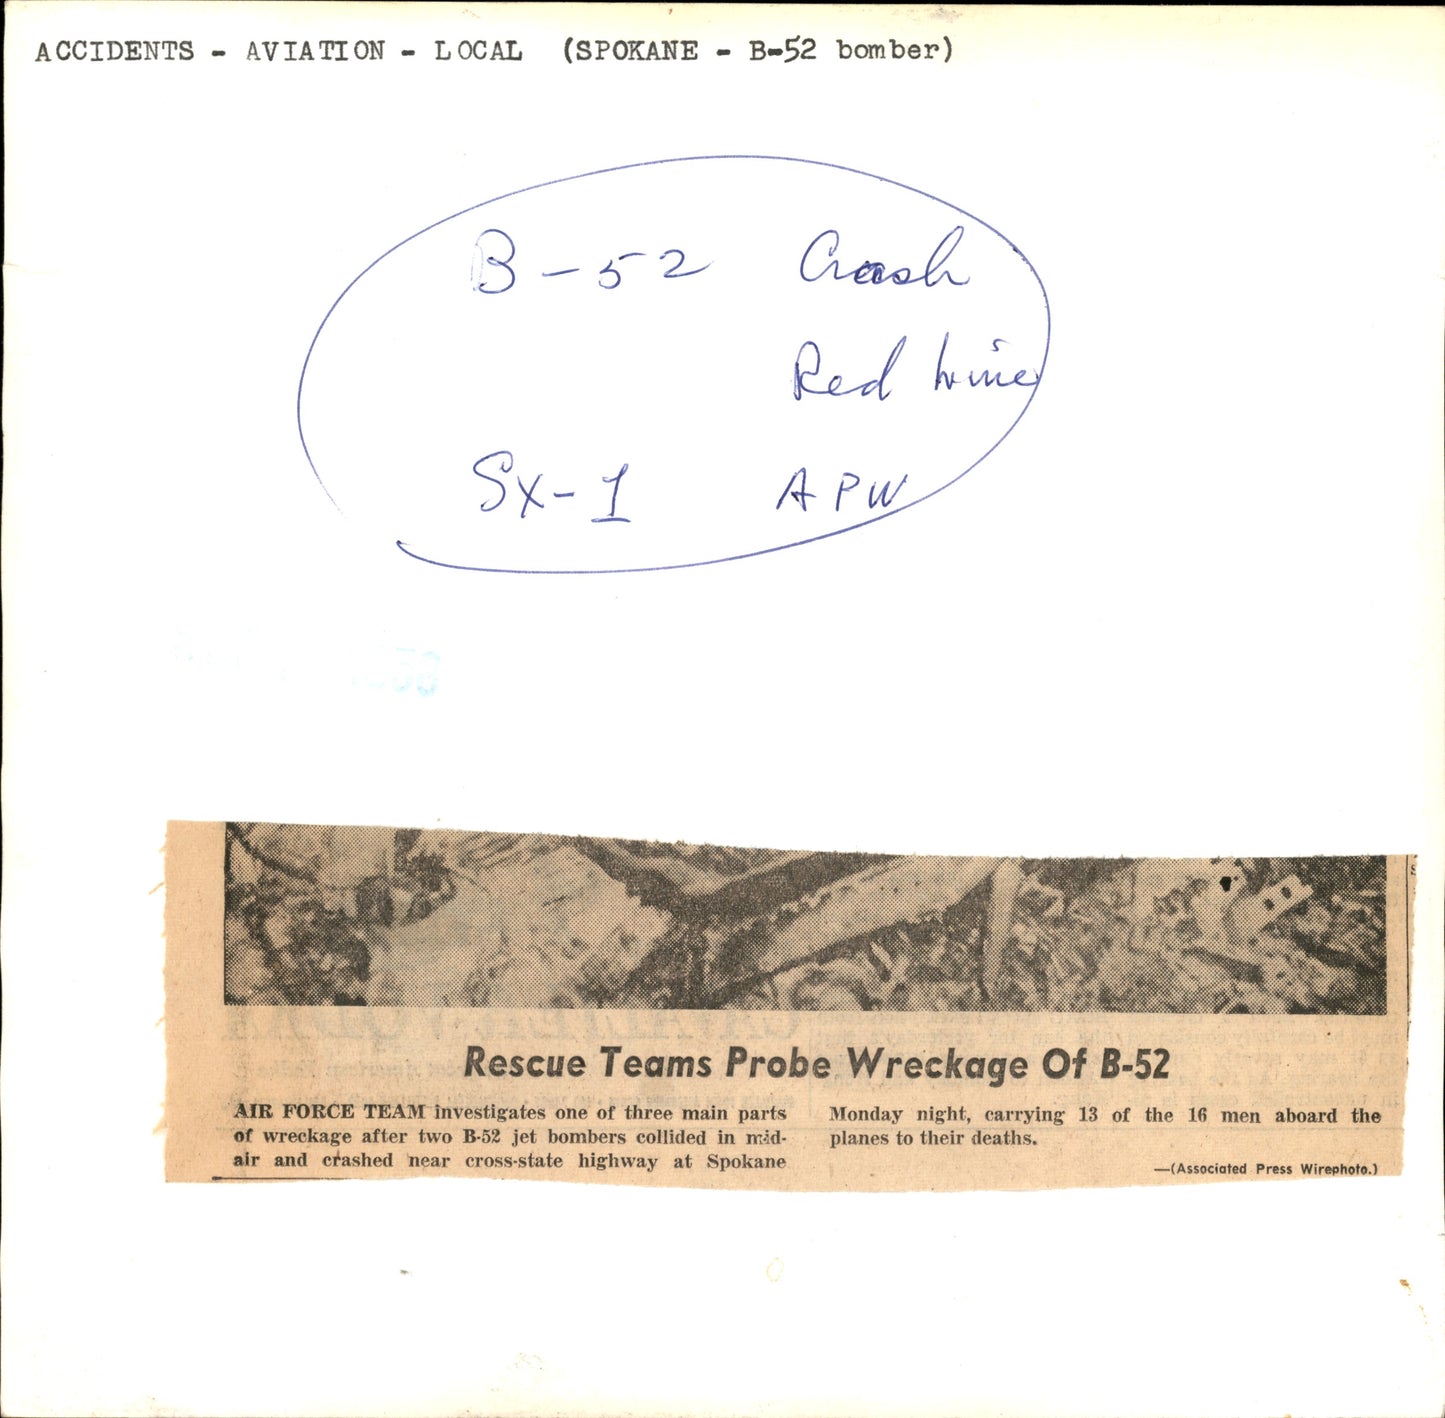 ACCIDENTS - AVIATION - LOCAL (SPOKANE - B-52 bomber)
B-52 Crash
Red
Sx-1 APW
Rescue Teams Probe Wreckage Of B-52
AIR FORCE TEAM investigates one of three main parts
of wreckage after two B-52 jet bombers collided in mid-
air and crashed near cross-state highway at Spokane
Monday night, carrying 13 of the 16 men aboard the
planes to their deaths.
—(Associated Press Wirephoto.)